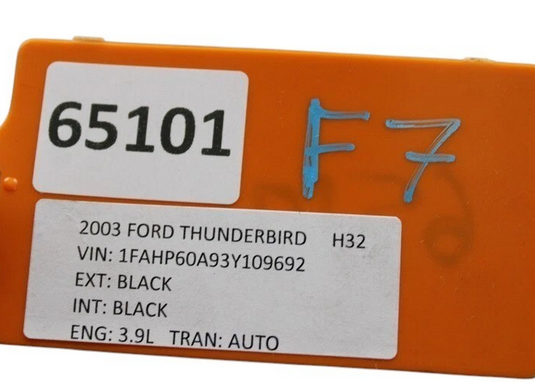 65101
F7
2003 FORD THUNDERBIRD H32
VIN: 1FAHP60A93Y109692
EXT: BLACK
INT: BLACK
ENG: 3.9L TRAN: AUTO